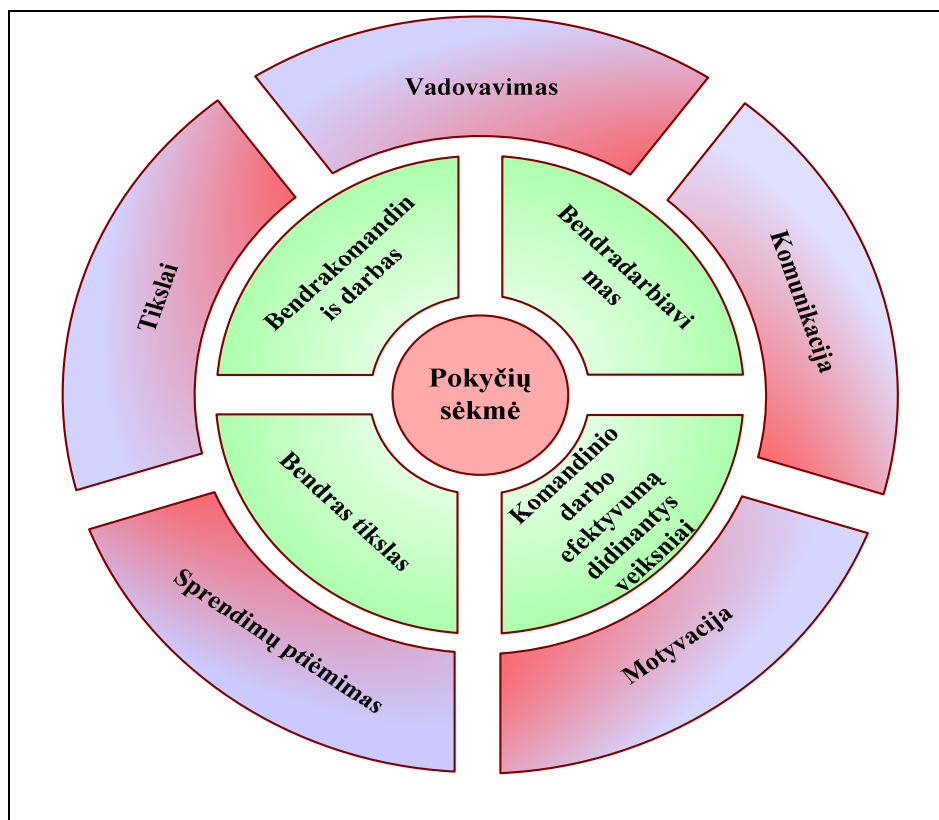 Vadovavimas
Tikslai
Komunikacija
Bendrakomandin
is darbas
Bendradarbiavi
mas
Pokyčių
sėkmė
Bendras tikslas
Komandinio
darbo
efektyvumą
didinantys
veiksniai
Sprendimų ptiėmimas
Motyvacija